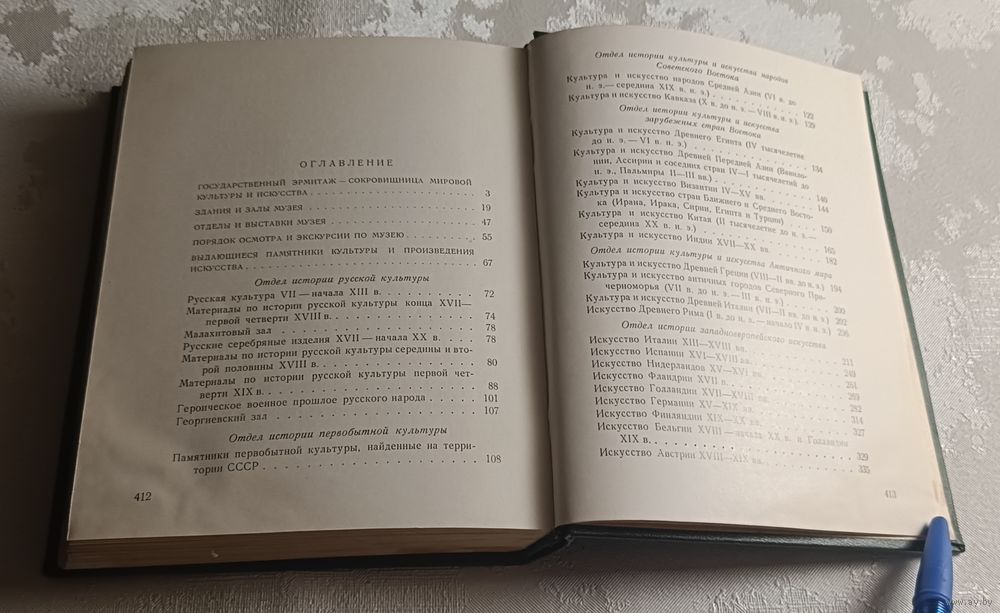 ОГЛАВЛЕНИЕ
ГОСУДАРСТВЕННЫЙ ЭРМИТАЖ — СОКРОВИЩНИЦА МИРОВОЙ
КУЛЬТУРЫ И ИСКУССТВА . . . . . . . . . . 3
ЗДАНИЯ И ЗАЛЫ МУЗЕЯ . . . . . . . . . . 19
ОТДЕЛЫ И ВЫСТАВКИ МУЗЕЯ . . . . . . . . . . 47
ПОРЯДОК ОСМОТРА И ЭКСКУРСИИ ПО МУЗЕЮ . . . . . . 55
ВЫДАЮЩИЕСЯ ПАМЯТНИКИ КУЛЬТУРЫ И ПРОИЗВЕДЕНИЯ
ИСКУССТВА . . . . . . . . . . 67
Отдел истории русской культуры
Русская культура VII — начала XIII в. . . . . . . . . 72
Материалы по истории русской культуры конца XVII—
первой четверти XVIII в. . . . . . . . . . 74
Малахитовый зал . . . . . . . . . . 78
Русские серебряные изделия XVII — начала XX в. . . . . 78
Материалы по истории русской культуры середины и вто-
рой половины XVIII в. . . . . . . . . . 80
Материалы по истории русской культуры первой чет-
верти XIX в. . . . . . . . . . 88
Героическое военное прошлое русского народа . . . . . 101
Георгиевский зал . . . . . . . . . . 107
Отдел истории первобытной культуры
Памятники первобытной культуры, найденные на терри-
тории СССР . . . . . . . . . . 108
412
Отдел истории культуры и искусства народов
Советского Востока
Культура и искусство народов Средней Азии (VI в. до
н. э.— середина XIX в. н. э.) . . . . . . . . 122
Культура и искусство Кавказа (X в. до н. э.— VIII в. н. э.) 129
Отдел истории культуры и искусства
зарубежных стран Востока
Культура и искусство Древнего Египта (IV тысячелетие
до н. э.— VI в. н. э.) . . . . . . . . 134
Культура и искусство Древней Передней Азии (Вавило-
нии, Ассирии и соседних стран IV—I тысячелетий до
н. э., Пальмиры II—III вв.) . . . . . . . . 140
Культура и искусство Византии IV—XV вв. . . . . . 144
Культура и искусство стран Ближнего и Среднего Восто-
ка (Ирана, Ирака, Сирии, Египта и Турции) . . . 150
Культура и искусство Китая (II тысячелетие до н. э.—
середина XX в. н. э.) . . . . . . . . 165
Культура и искусство Индии XVII—XX вв. . . . . . 182
Отдел истории культуры и искусства Античного мира
Культура и искусство Древней Греции (VIII—II вв. до н. э.) 194
Культура и искусство античных городов Северного При-
черноморья (VII в. до н. э.— III в. н. э.) . . . . 200
Культура и искусство Древней Италии (VII—II вв. до н. э.) 202
Искусство Древнего Рима (I в. до н. э.— начало IV в. н. э.) 206
Отдел истории западноевропейского искусства
Искусство Италии XIII—XVIII вв. . . . . . . . 211
Искусство Испании XVI—XVIII вв. . . . . . . . 249
Искусство Нидерландов XV—XVI вв. . . . . . . . 261
Искусство Фландрии XVII в. . . . . . . . 269
Искусство Голландии XVII—XVIII вв. . . . . . . . 282
Искусство Германии XV—XIX вв. . . . . . . . 314
Искусство Финляндии XIX—XX вв. . . . . . . . 327
Искусство Бельгии XVIII — начала XX в. и Голландии
XIX в. . . . . . . . . . 329
Искусство Австрии XVIII—XIX вв. . . . . . . . 335
413
www.ay.by